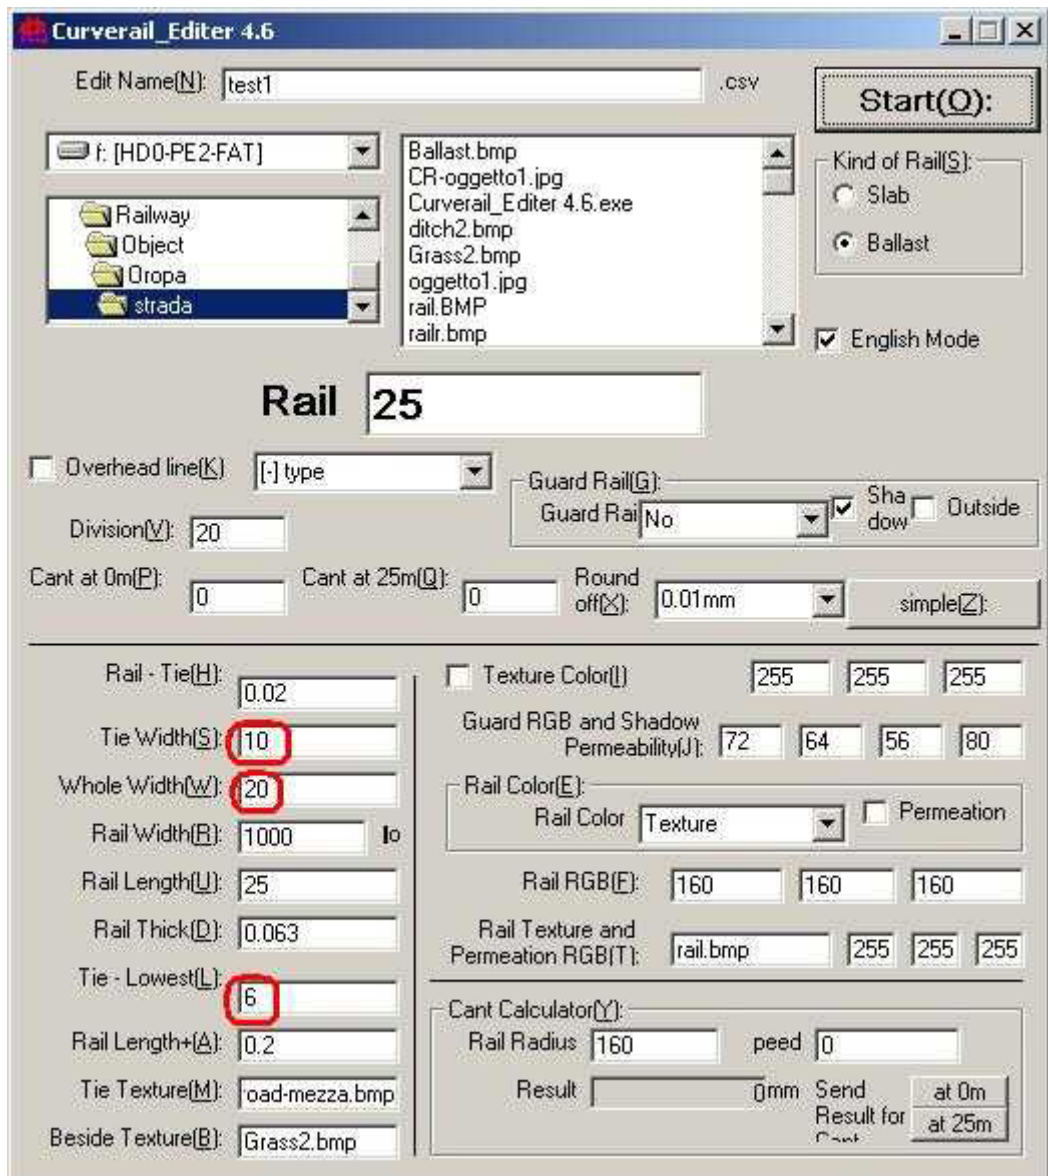 Curverail_Editer 4.6
Edit Name(N): test1 .csv
Start(O):
f: [HD0-PE2-FAT]
Railway
Object
Oropa
strada
Ballast.bmp
CR-oggetto1.jpg
Curverail_Editer 4.6.exe
ditch2.bmp
Grass2.bmp
oggetto1.jpg
rail.BMP
railr.bmp
Kind of Rail(S):
Slab
Ballast
English Mode
Rail 25
Overhead line(K) [-] type
Guard Rail(G):
Guard Rai No
Sha
dow
Outside
Division(V): 20
Cant at 0m(P): 0
Cant at 25m(Q): 0
Round
off(X): 0.01mm
simple(Z):
Rail - Tie(H): 0.02
Tie Width(S): 10
Whole Width(W): 20
Rail Width(R): 1000
Rail Length(U): 25
Rail Thick(D): 0.063
Tie - Lowest(L): 6
Rail Length+(A): 0.2
Tie Texture(M): oad-mezza.bmp
Beside Texture(B): Grass2.bmp
Texture Color(I) 255 255 255
Guard RGB and Shadow
Permeability(J): 72 64 56 80
Rail Color(E):
Rail Color Texture Permeation
Rail RGB(F): 160 160 160
Rail Texture and
Permeation RGB(T): rail.bmp 255 255 255
Cant Calculator(Y):
Rail Radius 160 peed 0
Result 0mm
Send
Result for
at 0m
at 25m